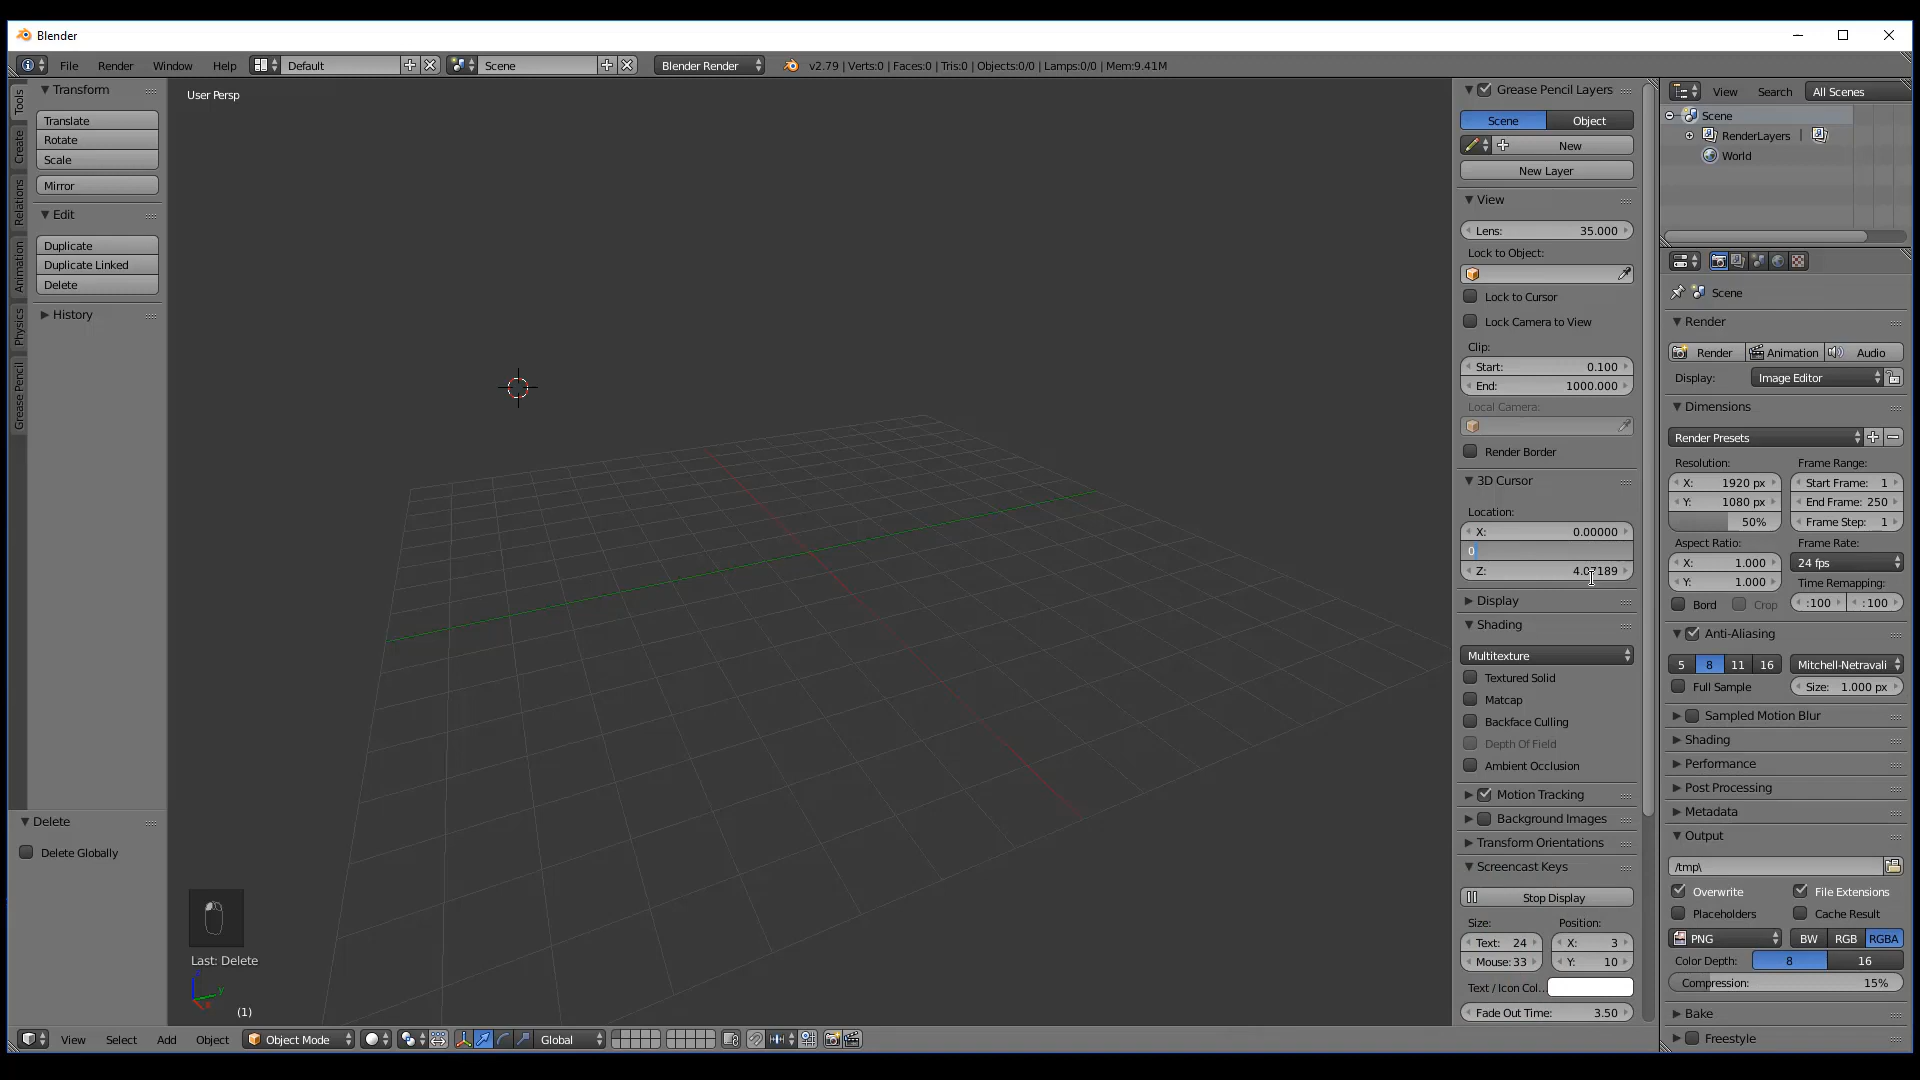 Blender
File Render Window Help Default Scene Blender Render v2.79 | Verts:0 | Faces:0 | Tris:0 | Objects:0/0 | Lamps:0/0 | Mem:9.41M
Tools
Create
Relations
Animation
Physics
Grease Pencil
Transform
Translate
Rotate
Scale
Mirror
Edit
Duplicate
Duplicate Linked
Delete
History
Delete
Delete Globally
User Persp
Last: Delete
y
(1)
View Select Add Object Object Mode Global
Grease Pencil Layers
Scene Object
New
New Layer
View
Lens: 35.000
Lock to Object:
Lock to Cursor
Lock Camera to View
Clip:
Start: 0.100
End: 1000.000
Local Camera:
Render Border
3D Cursor
Location:
X: 0.00000
0
Z: 4.07189
Display
Shading
Multitexture
Textured Solid
Matcap
Backface Culling
Depth Of Field
Ambient Occlusion
Motion Tracking
Background Images
Transform Orientations
Screencast Keys
Stop Display
Size: Position:
Text: 24 X: 3
Mouse: 33 Y: 10
Text / Icon Col...
Fade Out Time: 3.50
View Search All Scenes
Scene
RenderLayers |
World
Scene
Render
Render Animation Audio
Display: Image Editor
Dimensions
Render Presets
Resolution: Frame Range:
X: 1920 px Start Frame: 1
Y: 1080 px End Frame: 250
50% Frame Step: 1
Aspect Ratio: Frame Rate:
X: 1.000 24 fps
Y: 1.000 Time Remapping:
Bord Crop :100 :100
Anti-Aliasing
5 8 11 16 Mitchell-Netravali
Full Sample Size: 1.000 px
Sampled Motion Blur
Shading
Performance
Post Processing
Metadata
Output
/tmp\
Overwrite File Extensions
Placeholders Cache Result
PNG BW RGB RGBA
Color Depth: 8 16
Compression: 15%
Bake
Freestyle